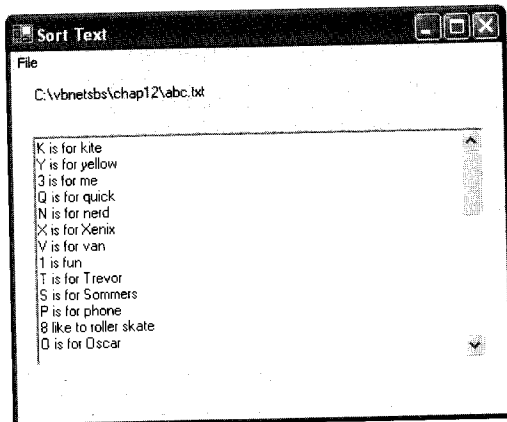 Sort Text
File
C:\vbnetsbs\chap12\abc.txt
K is for kite
Y is for yellow
3 is for me
Q is for quick
N is for nerd
X is for Xenix
V is for van
1 is fun
T is for Trevor
S is for Sommers
P is for phone
8 like to roller skate
O is for Oscar